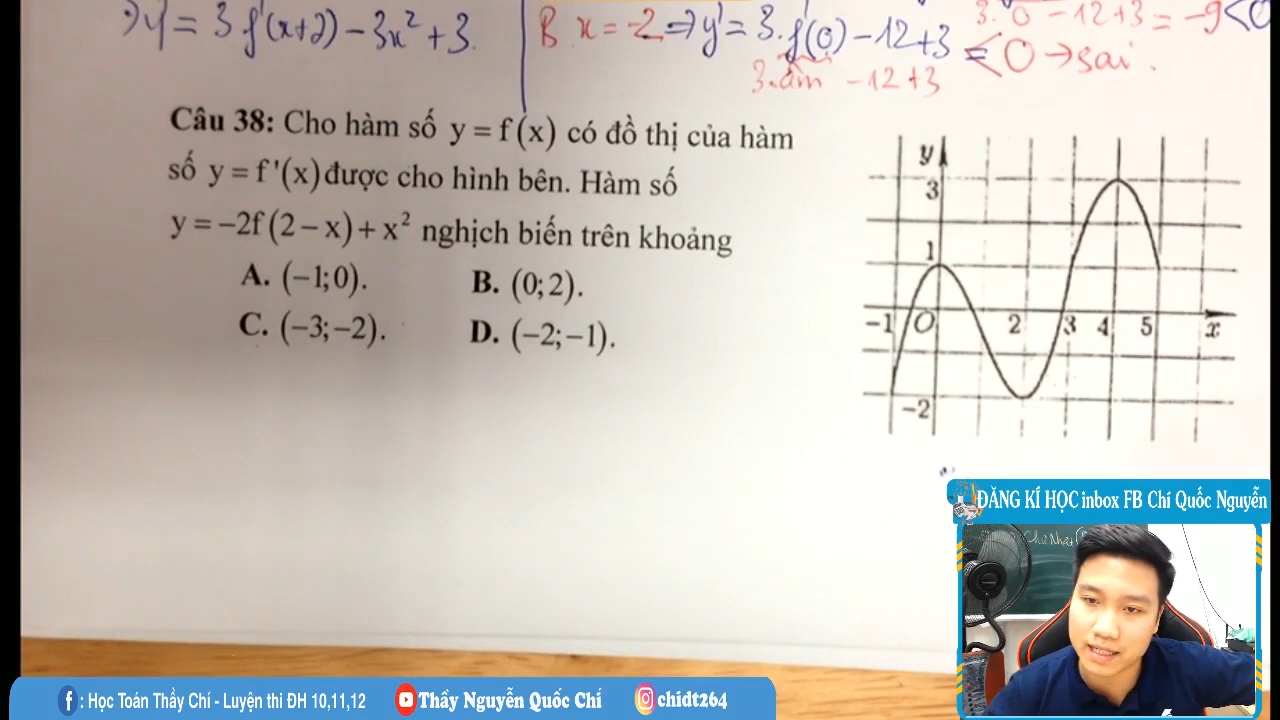 ⇒ y' = 3 f'(x+2) − 3x² + 3.
B. x = −2 ⇒ y' = 3. f'(0) − 12 + 3 < 0 → sai.
3. 0 − 12 + 3 = −9 < 0
3. âm − 12 + 3
Câu 38: Cho hàm số y = f(x) có đồ thị của hàm
số y = f'(x) được cho hình bên. Hàm số
y = −2f(2 − x) + x² nghịch biến trên khoảng
A. (−1;0). B. (0;2).
C. (−3;−2). D. (−2;−1).
y
3
1
−1 O 2 3 4 5 x
−2
ĐĂNG KÍ HỌC inbox FB Chí Quốc Nguyễn
f : Học Toán Thầy Chí - Luyện thi ĐH 10,11,12 Thầy Nguyễn Quốc Chí chidt264